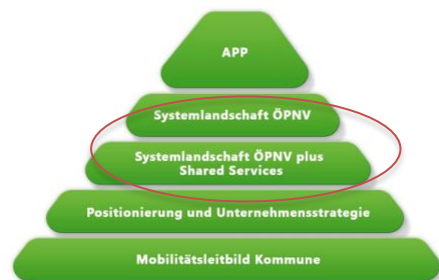 APP
Systemlandschaft ÖPNV
Systemlandschaft ÖPNV plus
Shared Services
Positionierung und Unternehmensstrategie
Mobilitätsleitbild Kommune